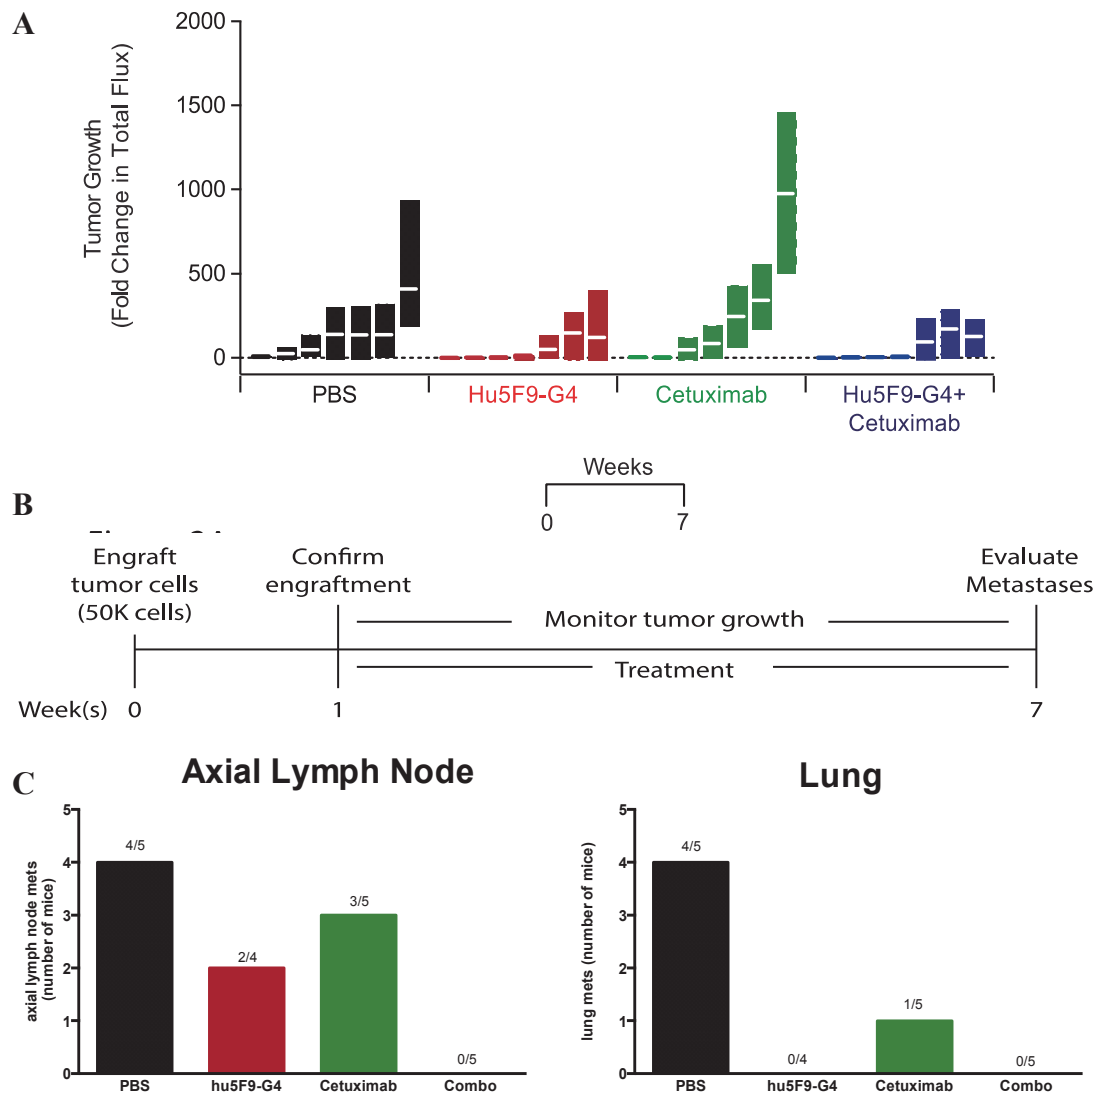 A
Tumor Growth
(Fold Change in Total Flux)
2000
1500
1000
500
0
PBS
Hu5F9-G4
Cetuximab
Hu5F9-G4+
Cetuximab
Weeks
0 7
B
Engraft
tumor cells
(50K cells)
Confirm
engraftment
Evaluate
Metastases
Monitor tumor growth
Treatment
Week(s) 0 1 7
C
Axial Lymph Node
axial lymph node mets
(number of mice)
5
4
3
2
1
0
4/5
2/4
3/5
0/5
PBS hu5F9-G4 Cetuximab Combo
Lung
lung mets (number of mice)
5
4
3
2
1
0
4/5
0/4
1/5
0/5
PBS hu5F9-G4 Cetuximab Combo